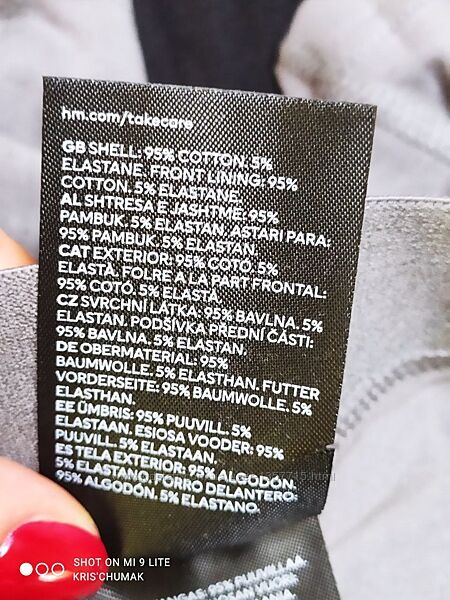 hm.com/takecare
GB SHELL: 95% COTTON. 5%
ELASTANE. FRONT LINING: 95%
COTTON. 5% ELASTANE.
AL SHTRESA E JASHTME: 95%
PAMBUK. 5% ELASTAN. ASTARI PARA:
95% PAMBUK. 5% ELASTAN.
CAT EXTERIOR: 95% COTÓ. 5%
ELASTÀ. FOLRE A LA PART FRONTAL:
95% COTÓ. 5% ELASTÀ.
CZ SVRCHNÍ LÁTKA: 95% BAVLNA. 5%
ELASTAN. PODŠÍVKA PŘEDNÍ ČÁSTI:
95% BAVLNA. 5% ELASTAN.
DE OBERMATERIAL: 95%
BAUMWOLLE. 5% ELASTHAN. FUTTER
VORDERSEITE: 95% BAUMWOLLE. 5%
ELASTHAN.
EE ÜMBRIS: 95% PUUVILL. 5%
ELASTAAN. ESIOSA VOODER: 95%
PUUVILL. 5% ELASTAAN.
ES TELA EXTERIOR: 95% ALGODÓN.
5% ELASTANO. FORRO DELANTERO:
95% ALGODÓN. 5% ELASTANO.
95% PUUVILLAA.
SHOT ON MI 9 LITE
KRIS'CHUMAK